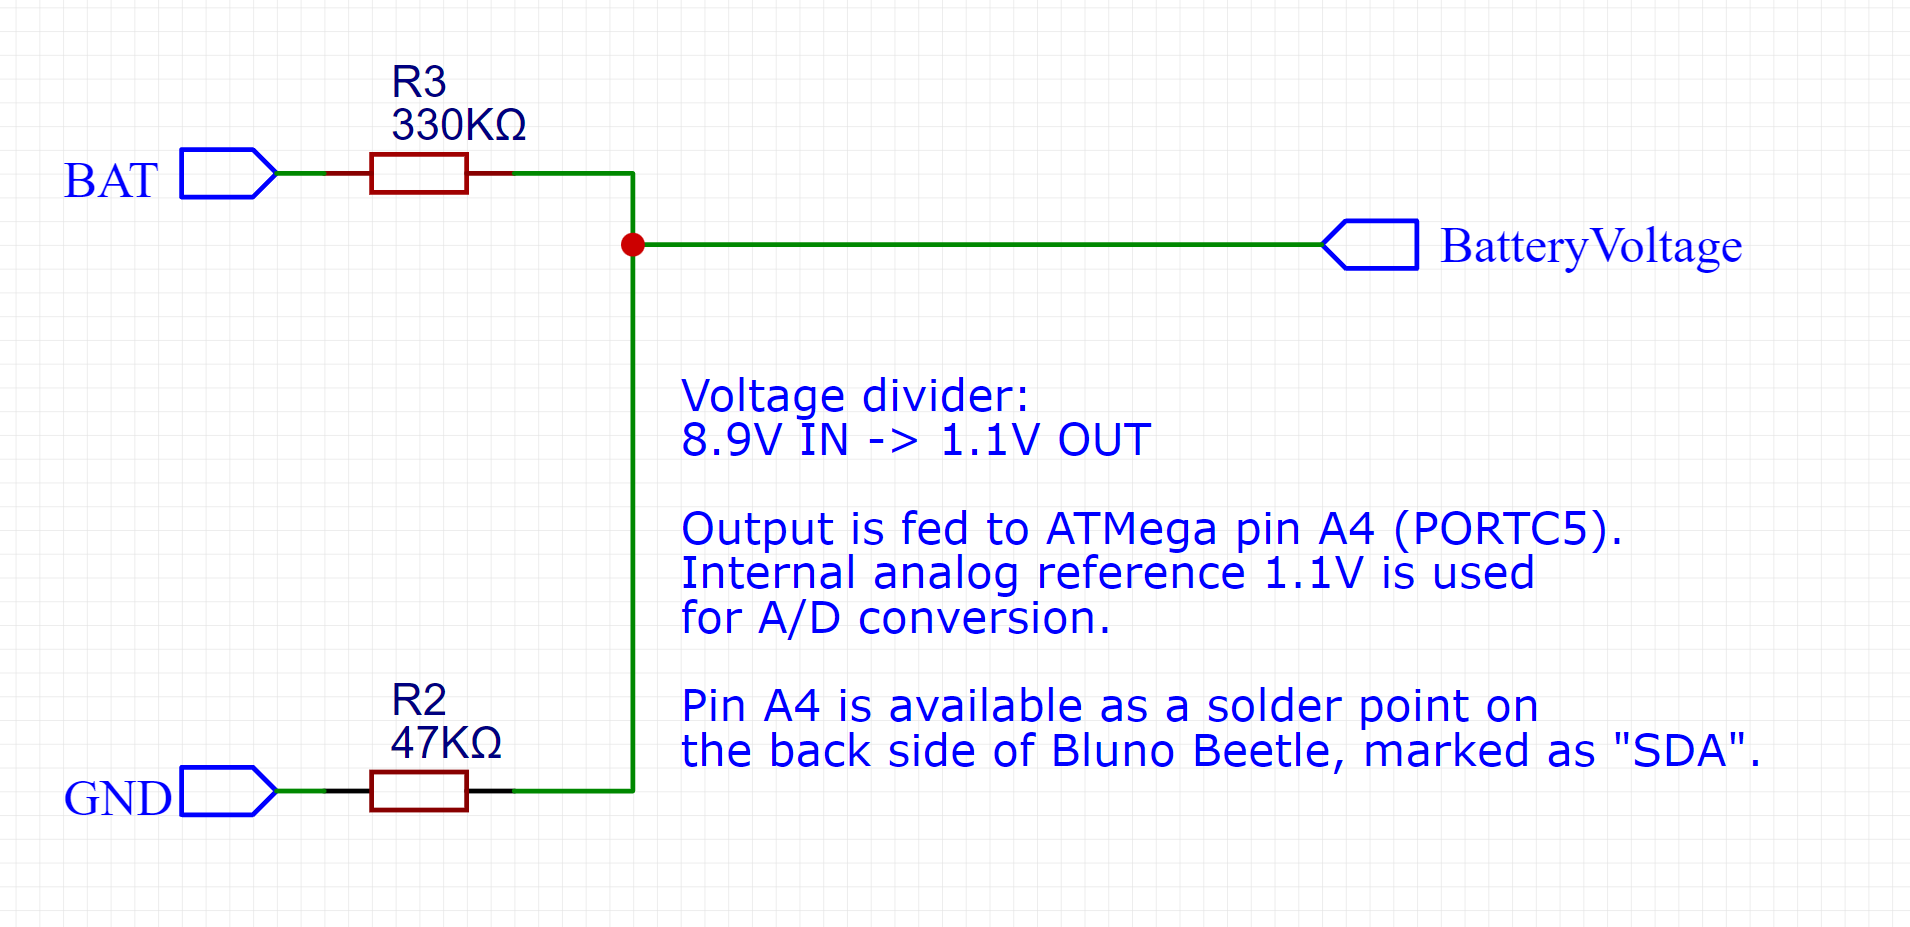 R3
330KΩ
BAT
BatteryVoltage
Voltage divider:
8.9V IN -> 1.1V OUT
Output is fed to ATMega pin A4 (PORTC5).
Internal analog reference 1.1V is used
for A/D conversion.
Pin A4 is available as a solder point on
the back side of Bluno Beetle, marked as "SDA".
R2
47KΩ
GND